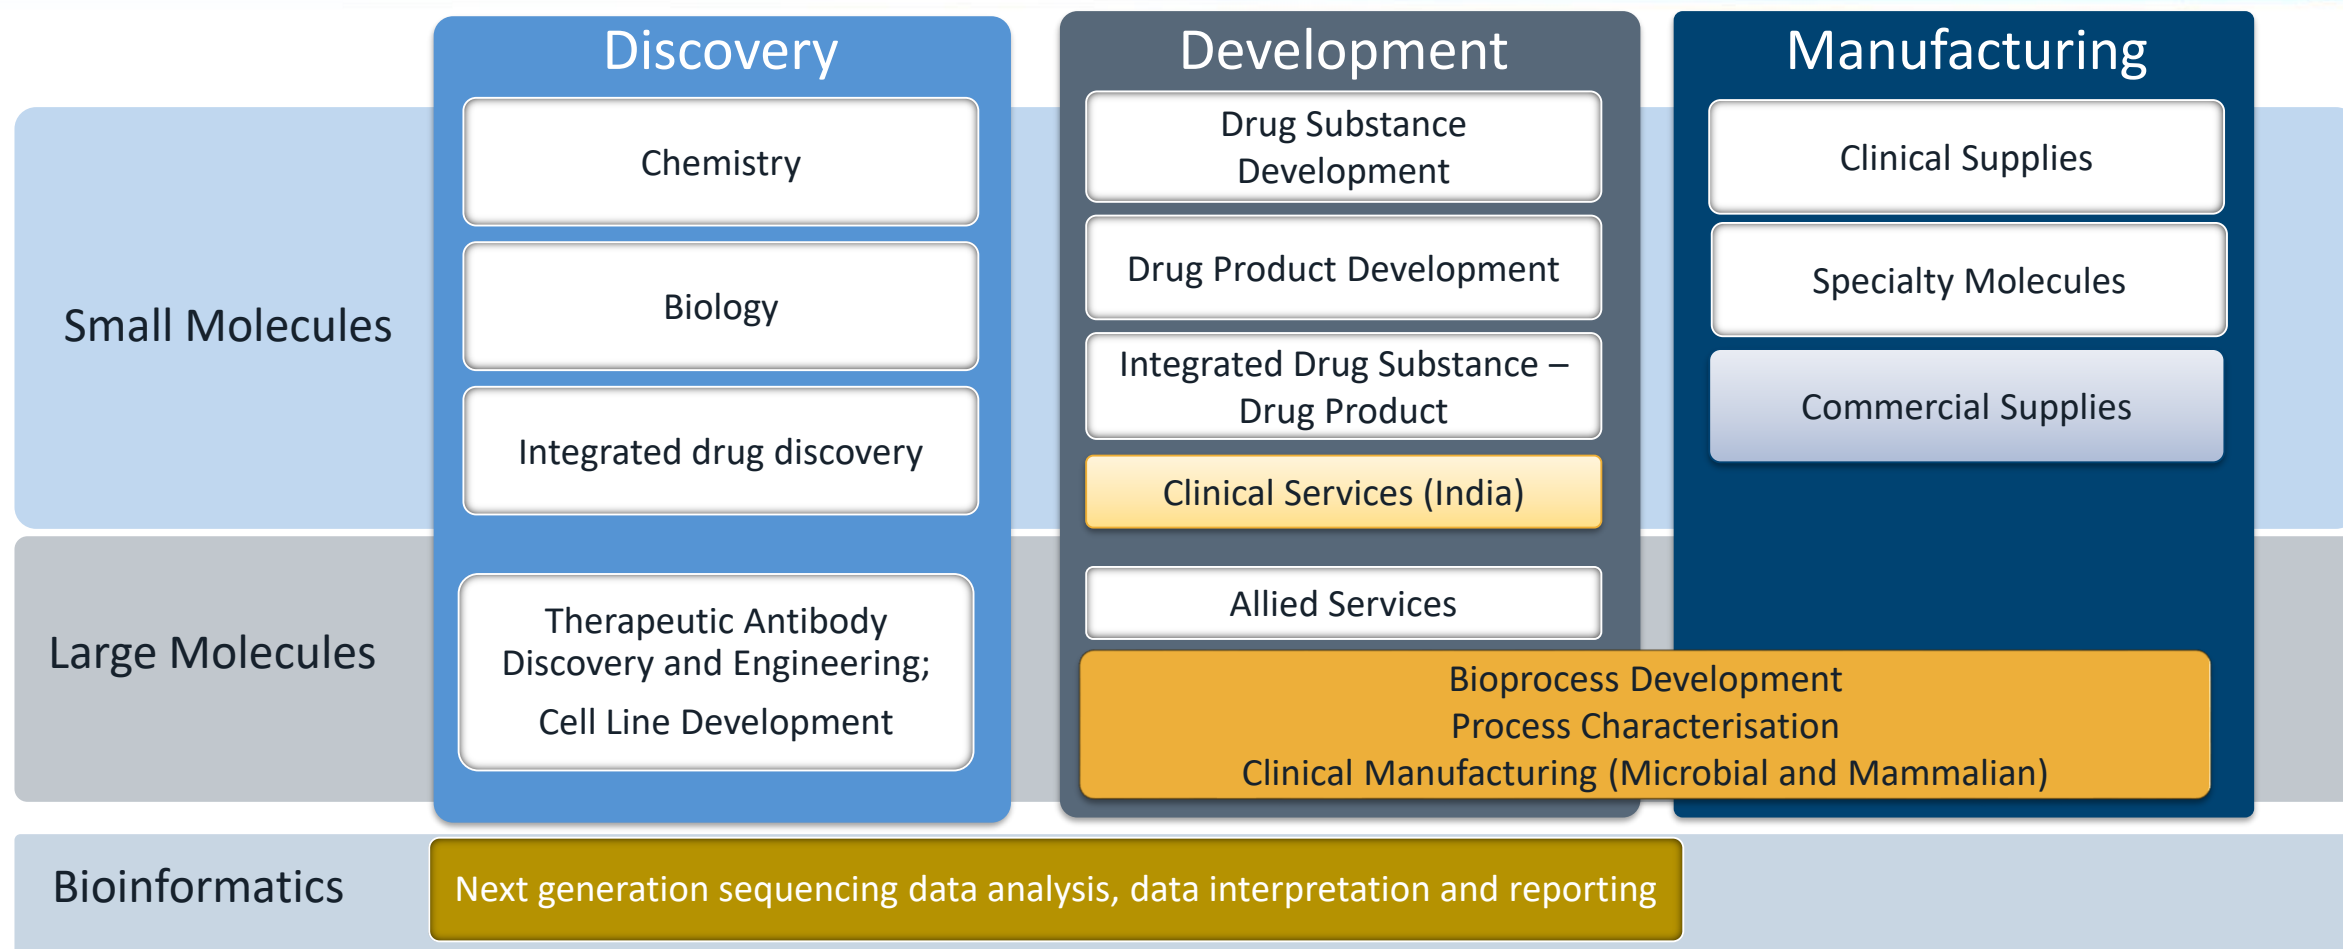 Discovery
Development
Manufacturing
Small Molecules
Chemistry
Biology
Integrated drug discovery
Drug Substance
Development
Drug Product Development
Integrated Drug Substance –
Drug Product
Clinical Services (India)
Clinical Supplies
Specialty Molecules
Commercial Supplies
Large Molecules
Therapeutic Antibody
Discovery and Engineering;
Cell Line Development
Allied Services
Bioprocess Development
Process Characterisation
Clinical Manufacturing (Microbial and Mammalian)
Bioinformatics
Next generation sequencing data analysis, data interpretation and reporting